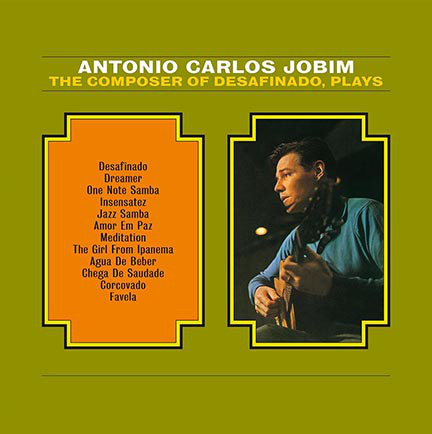 ANTONIO CARLOS JOBIM
THE COMPOSER OF DESAFINADO, PLAYS
Desafinado
Dreamer
One Note Samba
Insensatez
Jazz Samba
Amor Em Paz
Meditation
The Girl From Ipanema
Agua De Beber
Chega De Saudade
Corcovado
Favela